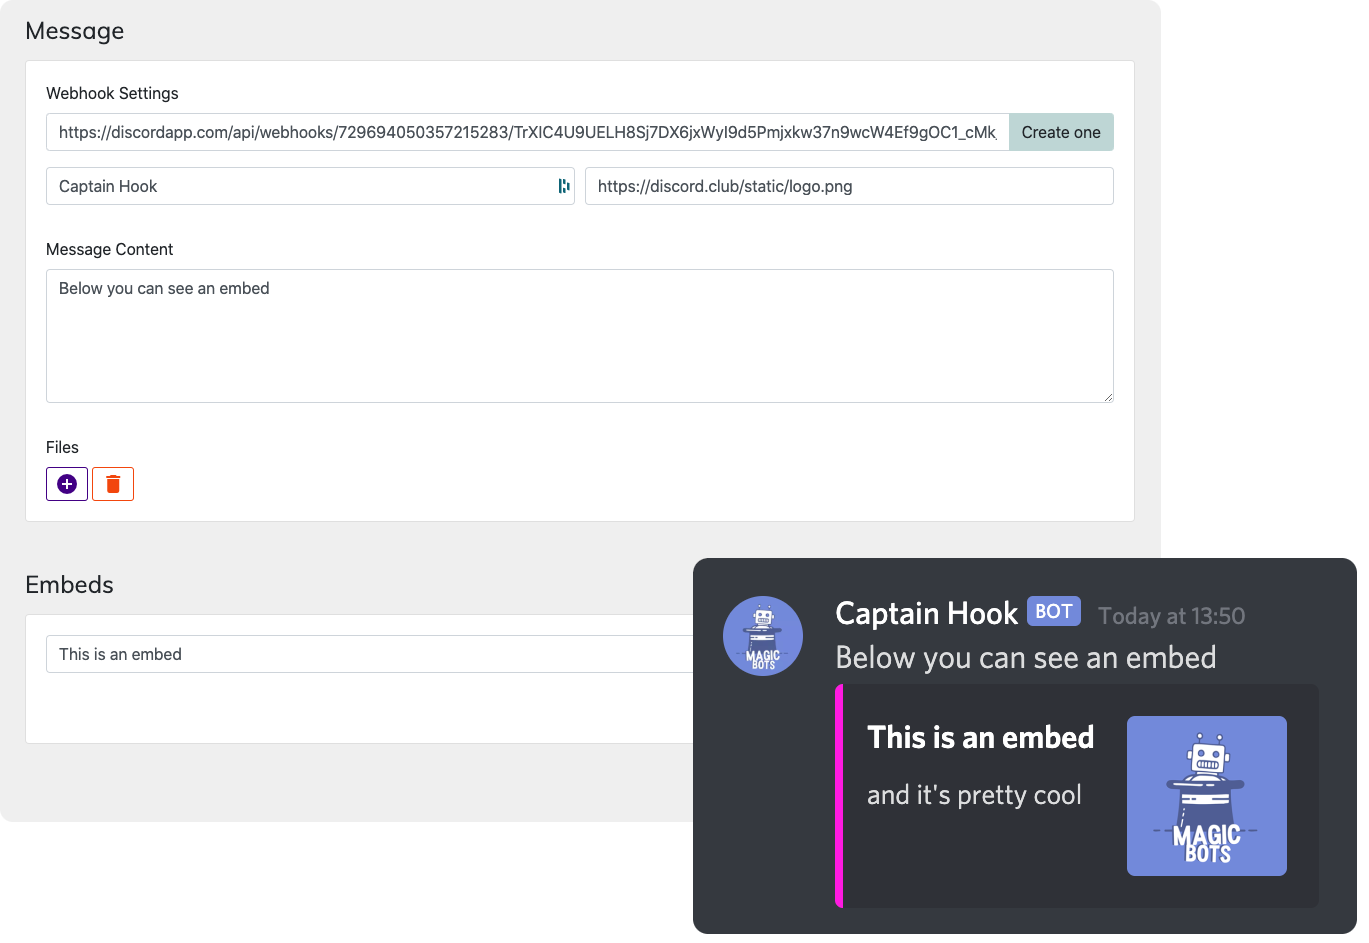 Message
Webhook Settings
https://discordapp.com/api/webhooks/729694050357215283/TrXIC4U9UELH8Sj7DX6jxWyI9d5Pmjxkw37n9wcW4Ef9gOC1_cMk_
Create one
Captain Hook
https://discord.club/static/logo.png
Message Content
Below you can see an embed
Files
Embeds
This is an embed
Captain Hook BOT Today at 13:50
Below you can see an embed
This is an embed
and it's pretty cool
MAGIC
BOTS
MAGIC
BOTS